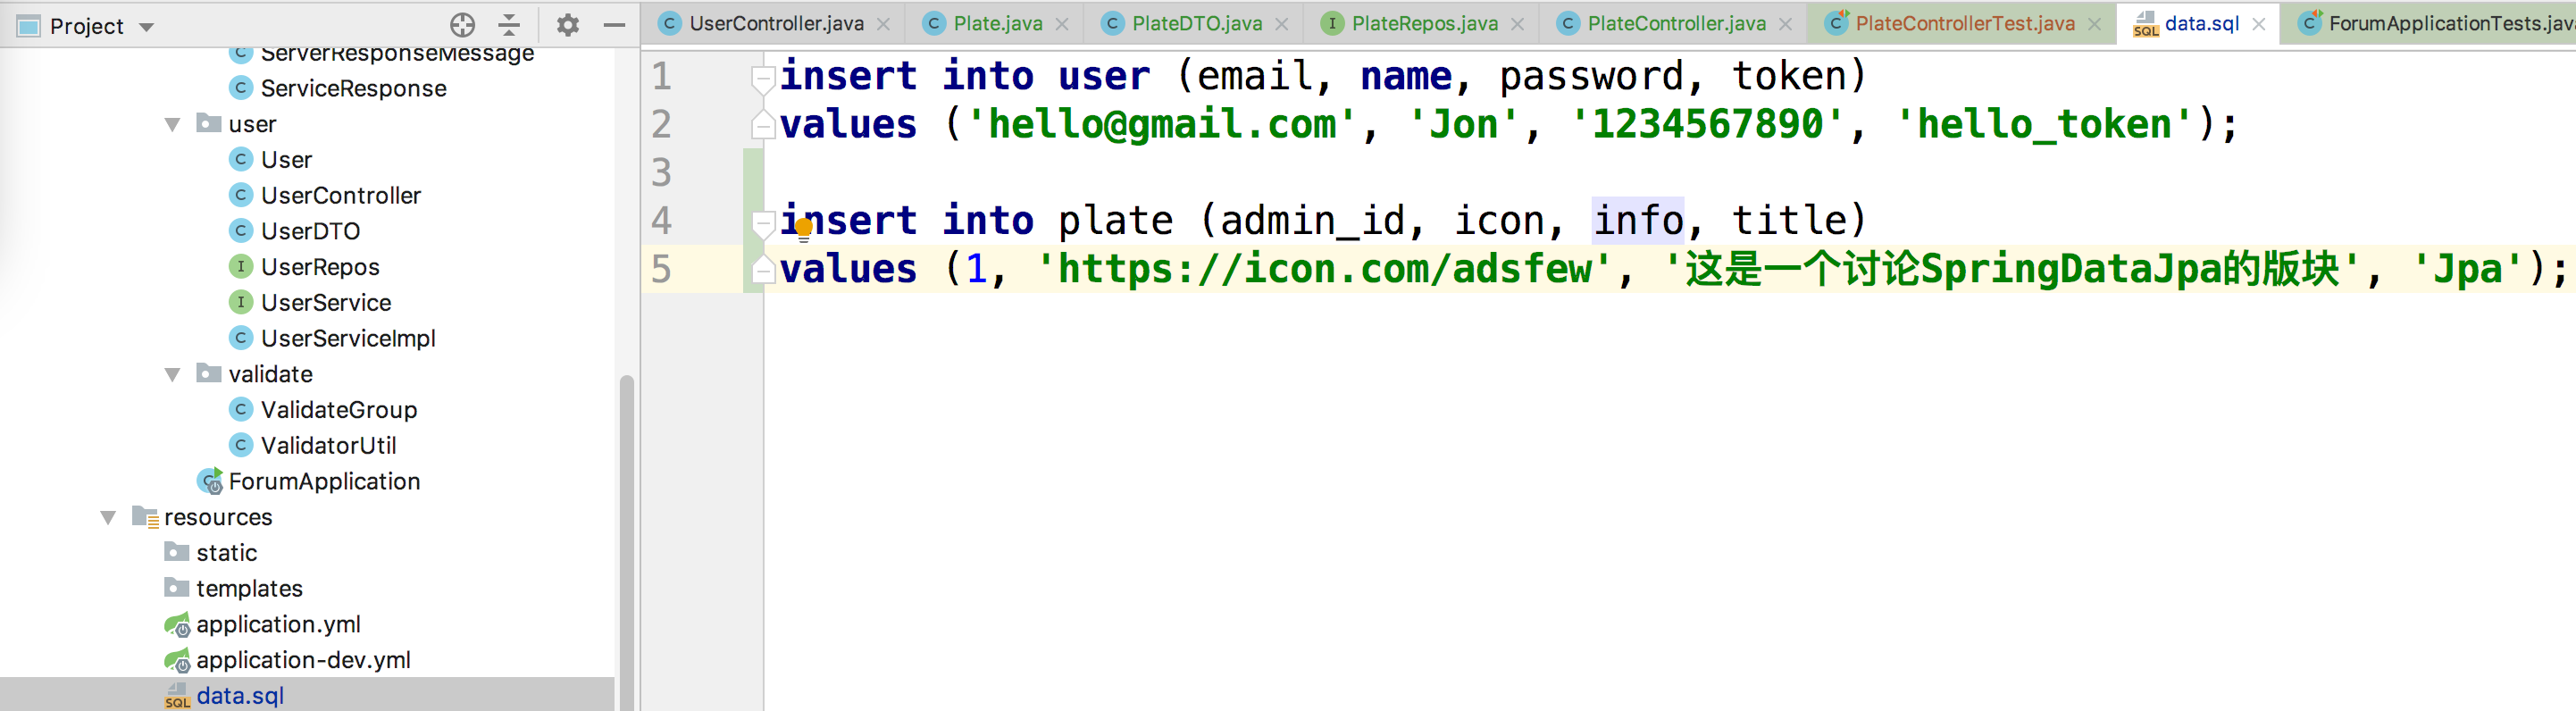 Project
ServerResponseMessage
ServiceResponse
user
User
UserController
UserDTO
UserRepos
UserService
UserServiceImpl
validate
ValidateGroup
ValidatorUtil
ForumApplication
resources
static
templates
application.yml
application-dev.yml
data.sql
UserController.java Plate.java PlateDTO.java PlateRepos.java PlateController.java PlateControllerTest.java data.sql ForumApplicationTests.java
1 insert into user (email, name, password, token)
2 values ('hello@gmail.com', 'Jon', '1234567890', 'hello_token');
3
4 insert into plate (admin_id, icon, info, title)
5 values (1, 'https://icon.com/adsfew', '这是一个讨论SpringDataJpa的版块', 'Jpa');